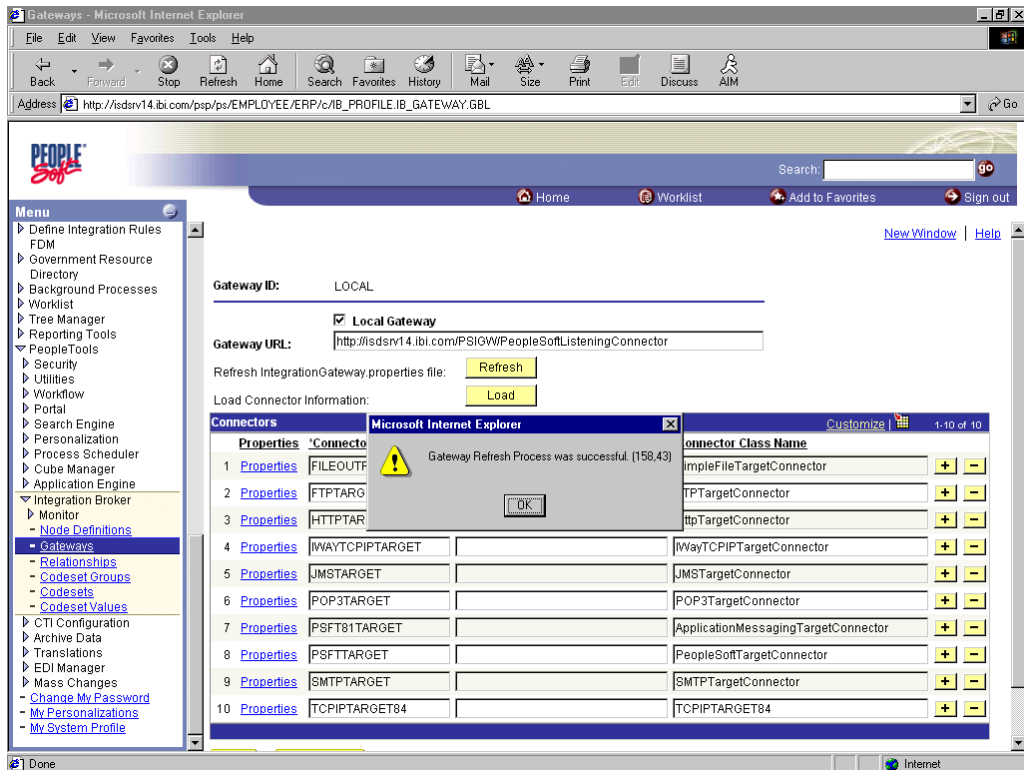 Gateways - Microsoft Internet Explorer
File Edit View Favorites Tools Help
Back Forward Stop Refresh Home Search Favorites History Mail Size Print Edit Discuss AIM
Address http://isdsrv14.ibi.com/psp/ps/EMPLOYEE/ERP/c/IB_PROFILE.IB_GATEWAY.GBL Go
PEOPLE
Soft
Search: go
Home Worklist Add to Favorites Sign out
Menu
Define Integration Rules
FDM
Government Resource
Directory
Background Processes
Worklist
Tree Manager
Reporting Tools
PeopleTools
Security
Utilities
Workflow
Portal
Search Engine
Personalization
Process Scheduler
Cube Manager
Application Engine
Integration Broker
Monitor
- Node Definitions
- Gateways
- Relationships
- Codeset Groups
- Codesets
- Codeset Values
CTI Configuration
Archive Data
Translations
EDI Manager
Mass Changes
- Change My Password
- My Personalizations
- My System Profile
New Window | Help
Gateway ID: LOCAL
Local Gateway
Gateway URL: http://isdsrv14.ibi.com/PSIGW/PeopleSoftListeningConnector
Refresh IntegrationGateway.properties file: Refresh
Load Connector Information: Load
Connectors Customize | 1-10 of 10
Properties *Connecto onnector Class Name
1 Properties FILEOUTP impleFileTargetConnector + -
2 Properties FTPTARG TPTargetConnector + -
3 Properties HTTPTAR ttpTargetConnector + -
4 Properties IWAYTCPIPTARGET IWayTCPIPTargetConnector + -
5 Properties JMSTARGET JMSTargetConnector + -
6 Properties POP3TARGET POP3TargetConnector + -
7 Properties PSFT81TARGET ApplicationMessagingTargetConnector + -
8 Properties PSFTTARGET PeopleSoftTargetConnector + -
9 Properties SMTPTARGET SMTPTargetConnector + -
10 Properties TCPIPTARGET84 TCPIPTARGET84 + -
Microsoft Internet Explorer
Gateway Refresh Process was successful. (158,43)
OK
Done Internet